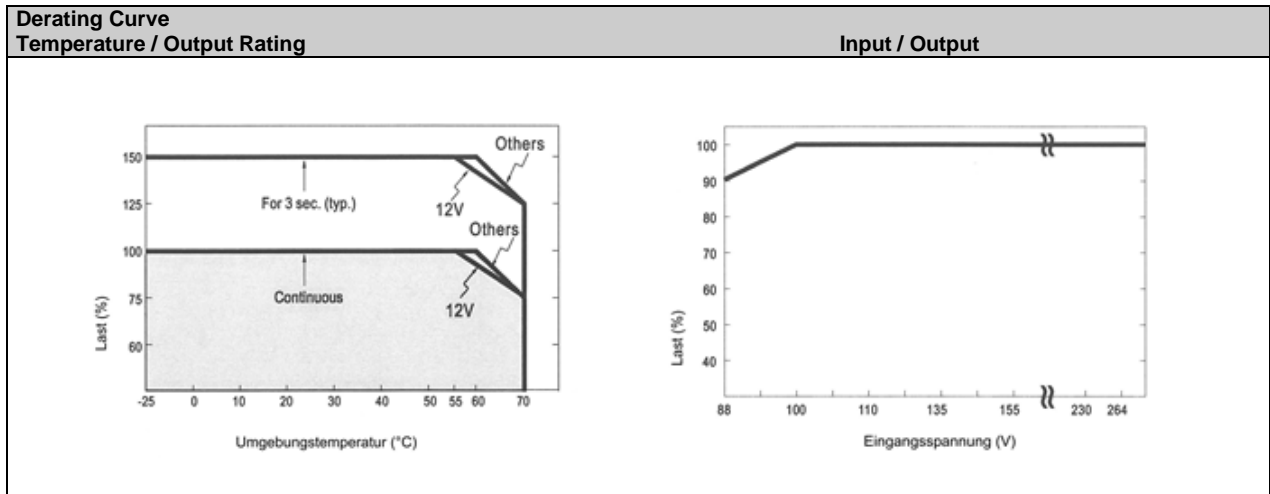 Derating Curve
Temperature / Output Rating Input / Output
150
125
100
75
60
Last (%)
For 3 sec. (typ.)
Others
12V
Others
Continuous
12V
-25 0 10 20 30 40 50 55 60 70
Umgebungstemperatur (°C)
100
90
80
70
60
50
40
Last (%)
88 100 110 135 155 230 264
Eingangsspannung (V)